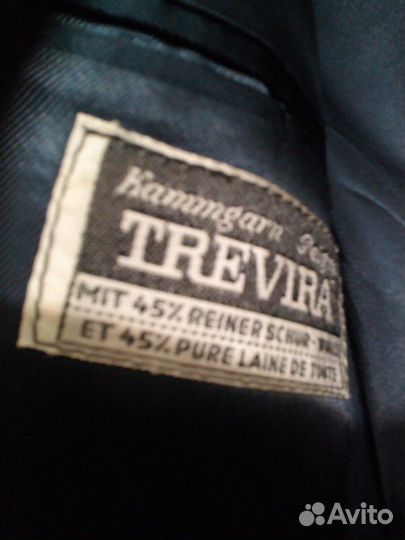 Kammgarn
TREVIRA
MIT 45% REINER SCHUR-
ET 45% PURE LAINE DE TONTE
Avito